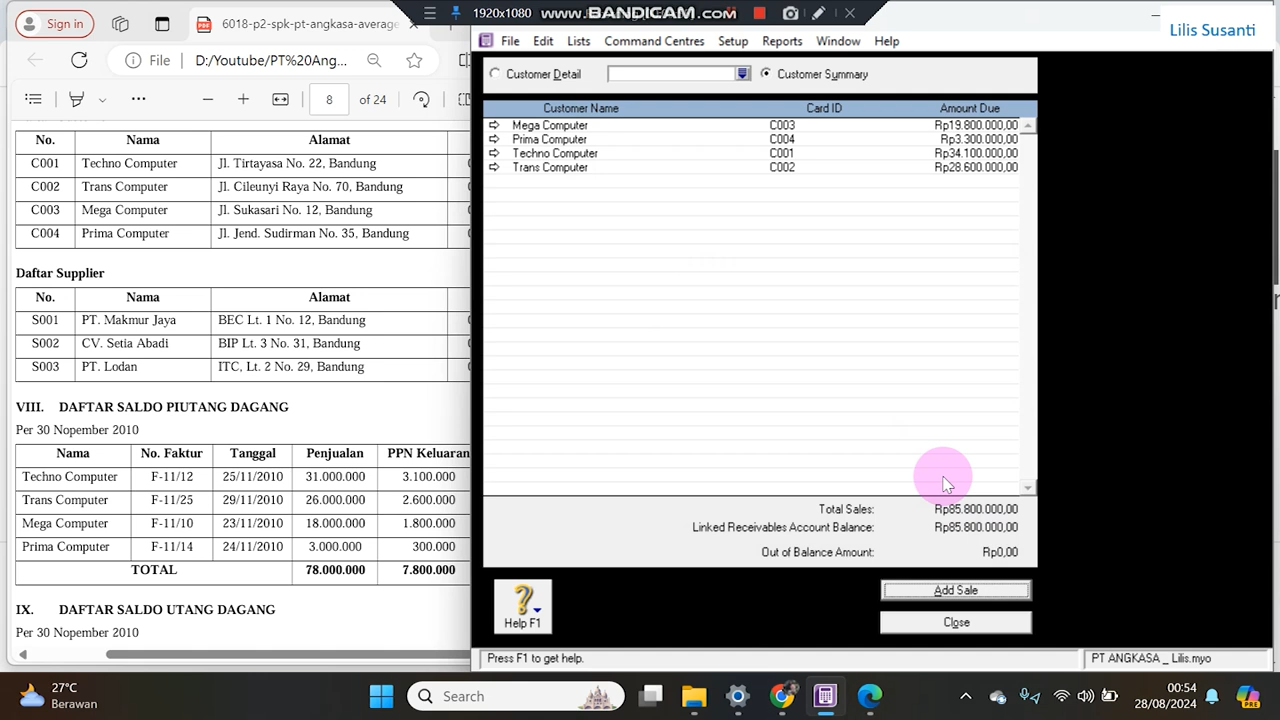 Sign in
6018-p2-spk-pt-angkasa-average
1920x1080
www.BANDICAM.com
Lilis Susanti
File
D:/Youtube/PT%20Ang...
8
of 24
File Edit Lists Command Centres Setup Reports Window Help
Customer Detail
Customer Summary
Customer Name Card ID Amount Due
Mega Computer C003 Rp19.800.000,00
Prima Computer C004 Rp3.300.000,00
Techno Computer C001 Rp34.100.000,00
Trans Computer C002 Rp28.600.000,00
Total Sales: Rp85.800.000,00
Linked Receivables Account Balance: Rp85.800.000,00
Out of Balance Amount: Rp0,00
Help F1
Add Sale
Close
Press F1 to get help.
PT ANGKASA _ Lilis.myo
No. Nama Alamat
C001 Techno Computer Jl. Tirtayasa No. 22, Bandung
C002 Trans Computer Jl. Cileunyi Raya No. 70, Bandung
C003 Mega Computer Jl. Sukasari No. 12, Bandung
C004 Prima Computer Jl. Jend. Sudirman No. 35, Bandung
Daftar Supplier
No. Nama Alamat
S001 PT. Makmur Jaya BEC Lt. 1 No. 12, Bandung
S002 CV. Setia Abadi BIP Lt. 3 No. 31, Bandung
S003 PT. Lodan ITC, Lt. 2 No. 29, Bandung
VIII. DAFTAR SALDO PIUTANG DAGANG
Per 30 Nopember 2010
Nama No. Faktur Tanggal Penjualan PPN Keluaran
Techno Computer F-11/12 25/11/2010 31.000.000 3.100.000
Trans Computer F-11/25 29/11/2010 26.000.000 2.600.000
Mega Computer F-11/10 23/11/2010 18.000.000 1.800.000
Prima Computer F-11/14 24/11/2010 3.000.000 300.000
TOTAL 78.000.000 7.800.000
IX. DAFTAR SALDO UTANG DAGANG
Per 30 Nopember 2010
27°C
Berawan
Search
00:54
28/08/2024